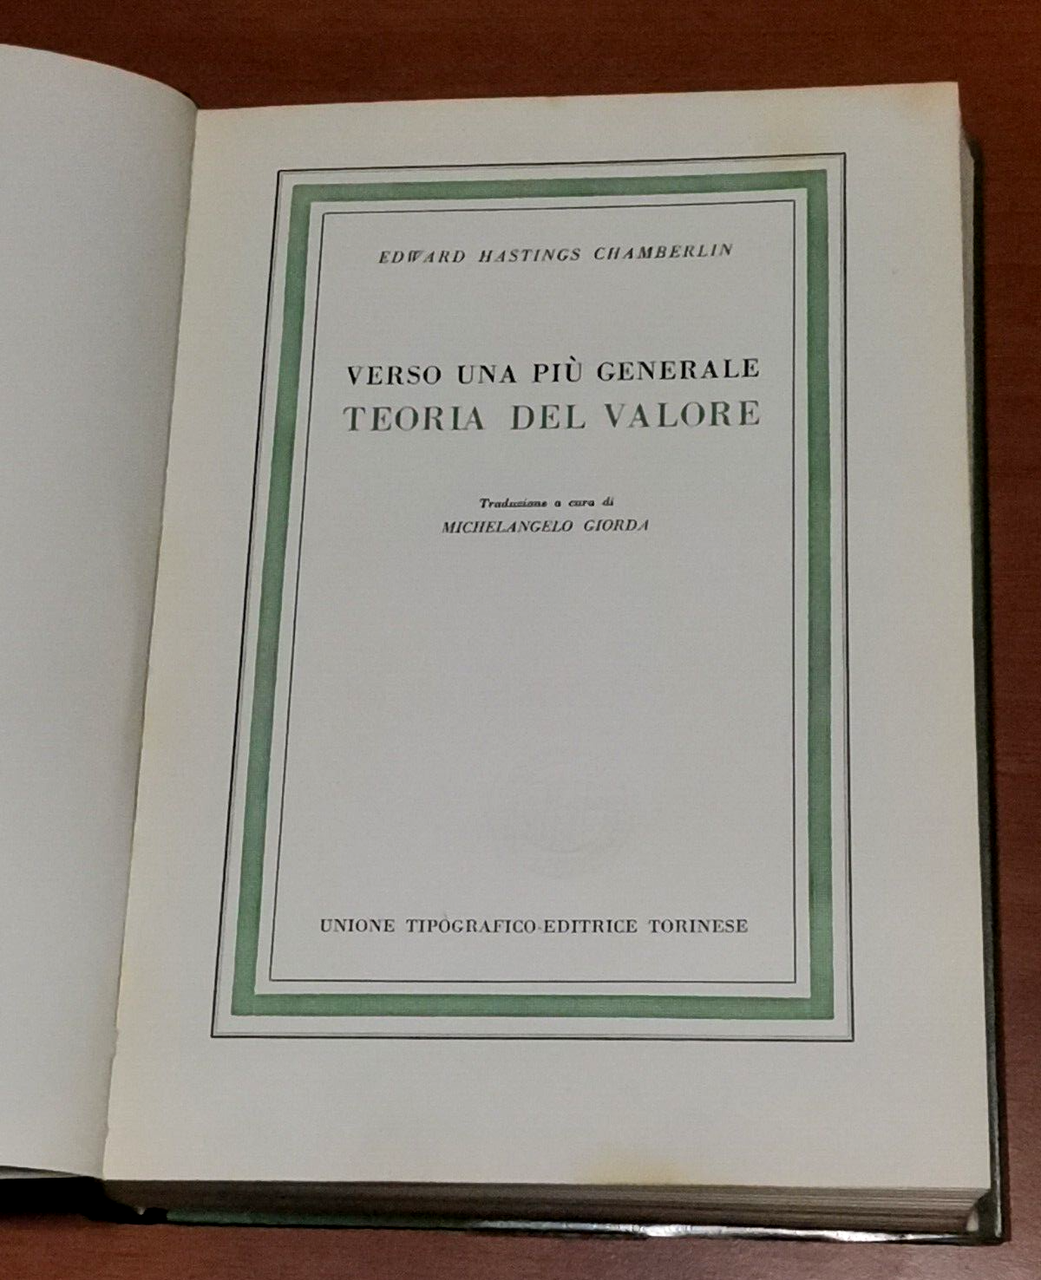 EDWARD HASTINGS CHAMBERLIN
VERSO UNA PIÙ GENERALE
TEORIA DEL VALORE
Traduzione a cura di
MICHELANGELO GIORDA
UNIONE TIPOGRAFICO-EDITRICE TORINESE